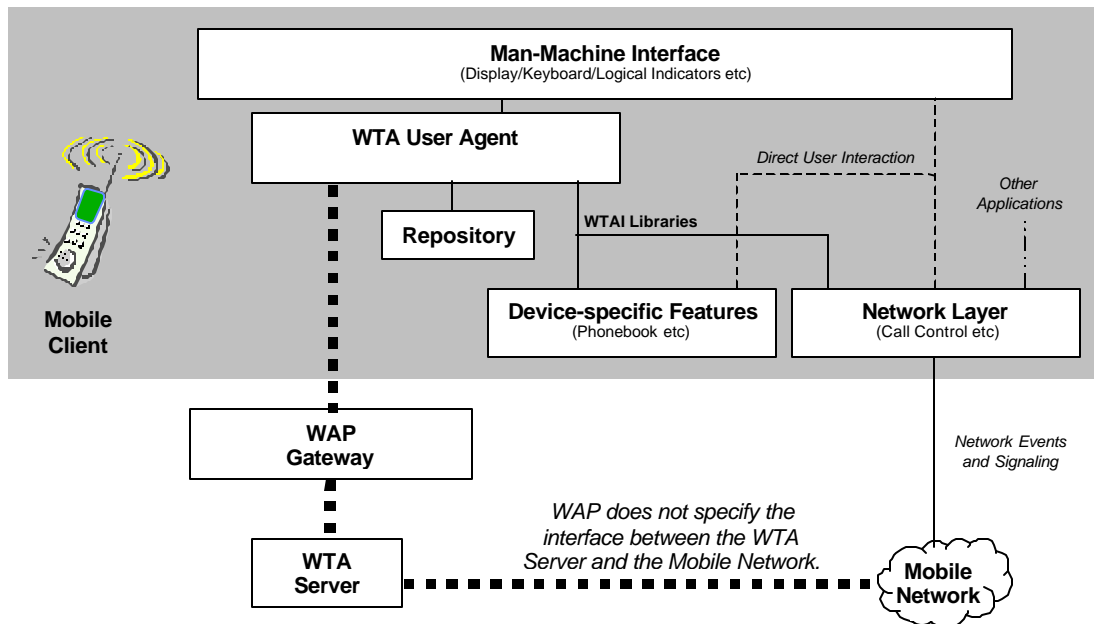 Man-Machine Interface
(Display/Keyboard/Logical Indicators etc)
WTA User Agent
Direct User Interaction
Other
Applications
WTAI Libraries
Repository
Device-specific Features
(Phonebook etc)
Network Layer
(Call Control etc)
Mobile
Client
WAP
Gateway
Network Events
and Signaling
WAP does not specify the
interface between the WTA
Server and the Mobile Network.
WTA
Server
Mobile
Network